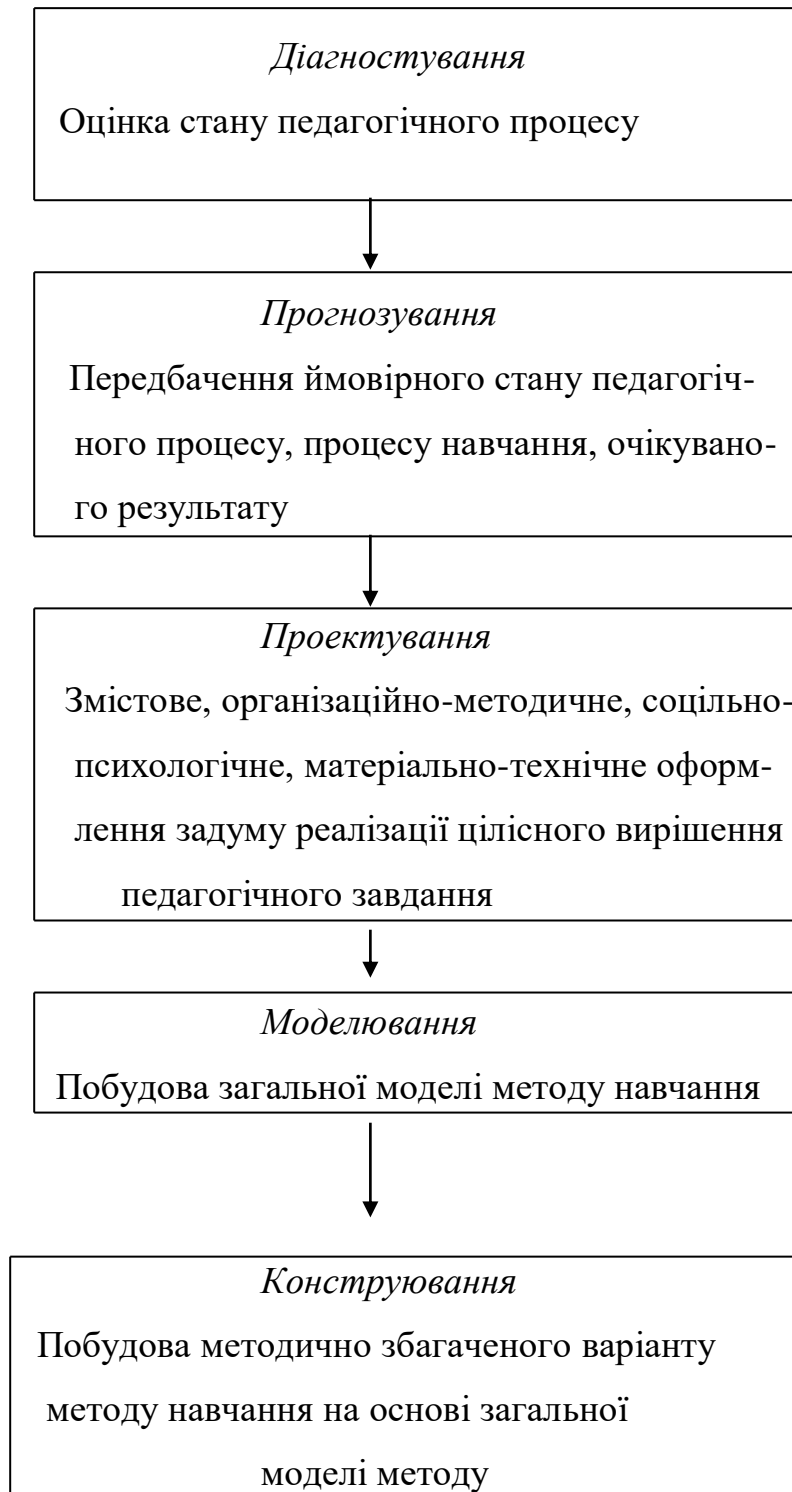 Діагностування
Оцінка стану педагогічного процесу
Прогнозування
Передбачення ймовірного стану педагогіч-
ного процесу, процесу навчання, очікувано-
го результату
Проектування
Змістове, організаційно-методичне, соцільно-
психологічне, матеріально-технічне оформ-
лення задуму реалізації цілісного вирішення
педагогічного завдання
Моделювання
Побудова загальної моделі методу навчання
Конструювання
Побудова методично збагаченого варіанту
методу навчання на основі загальної
моделі методу